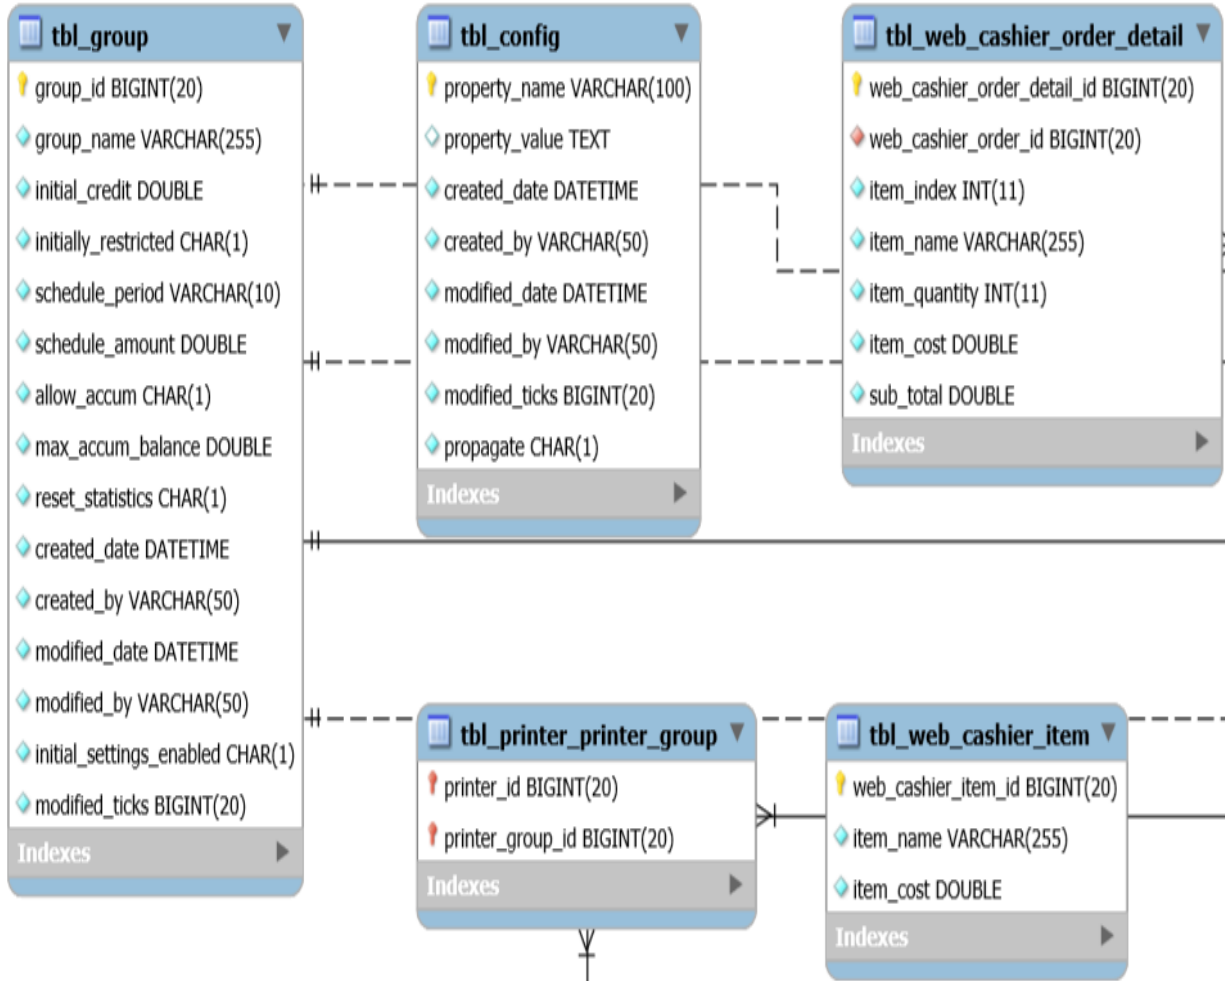 tbl_group
group_id BIGINT(20)
group_name VARCHAR(255)
initial_credit DOUBLE
initially_restricted CHAR(1)
schedule_period VARCHAR(10)
schedule_amount DOUBLE
allow_accum CHAR(1)
max_accum_balance DOUBLE
reset_statistics CHAR(1)
created_date DATETIME
created_by VARCHAR(50)
modified_date DATETIME
modified_by VARCHAR(50)
initial_settings_enabled CHAR(1)
modified_ticks BIGINT(20)
Indexes
tbl_config
property_name VARCHAR(100)
property_value TEXT
created_date DATETIME
created_by VARCHAR(50)
modified_date DATETIME
modified_by VARCHAR(50)
modified_ticks BIGINT(20)
propagate CHAR(1)
Indexes
tbl_web_cashier_order_detail
web_cashier_order_detail_id BIGINT(20)
web_cashier_order_id BIGINT(20)
item_index INT(11)
item_name VARCHAR(255)
item_quantity INT(11)
item_cost DOUBLE
sub_total DOUBLE
Indexes
tbl_printer_printer_group
printer_id BIGINT(20)
printer_group_id BIGINT(20)
Indexes
tbl_web_cashier_item
web_cashier_item_id BIGINT(20)
item_name VARCHAR(255)
item_cost DOUBLE
Indexes